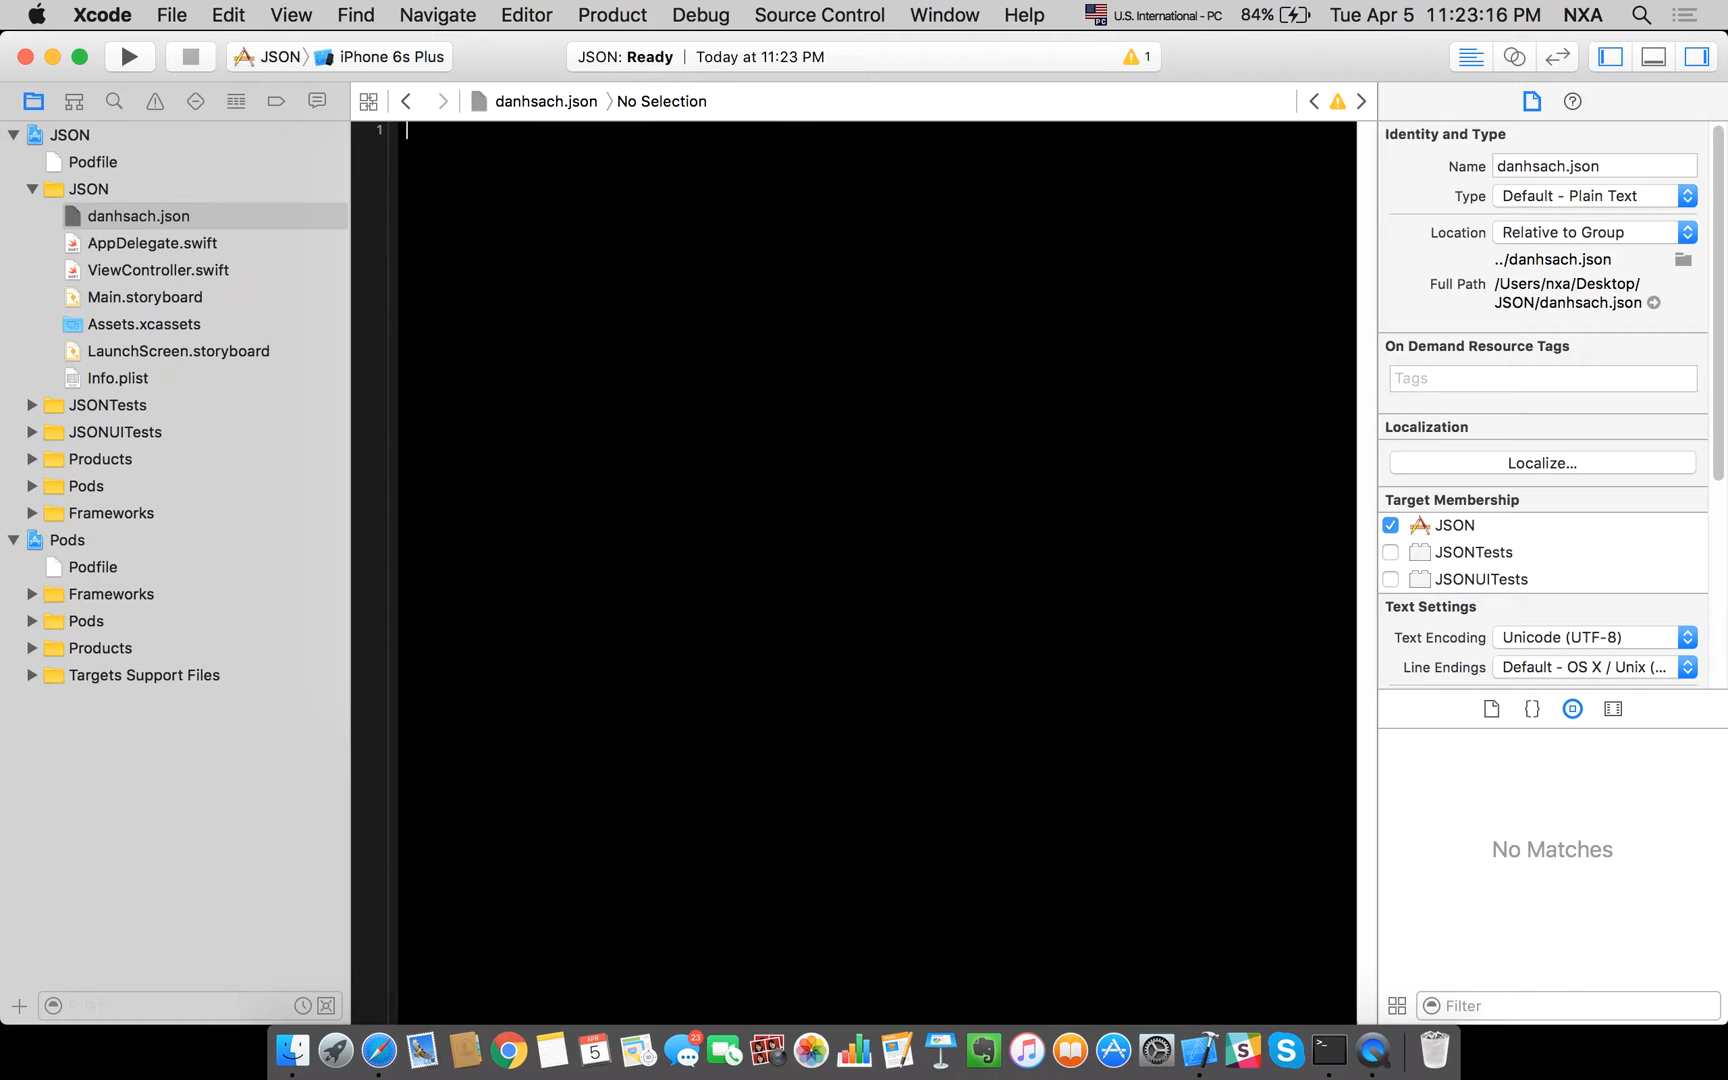 Xcode File Edit View Find Navigate Editor Product Debug Source Control Window Help U.S. International - PC 84% Tue Apr 5 11:23:16 PM NXA
JSON iPhone 6s Plus JSON: Ready Today at 11:23 PM 1
danhsach.json No Selection
JSON
Podfile
JSON
danhsach.json
AppDelegate.swift
ViewController.swift
Main.storyboard
Assets.xcassets
LaunchScreen.storyboard
Info.plist
JSONTests
JSONUITests
Products
Pods
Frameworks
Pods
Podfile
Frameworks
Pods
Products
Targets Support Files
Filter
1
Identity and Type
Name danhsach.json
Type Default - Plain Text
Location Relative to Group
../danhsach.json
Full Path /Users/nxa/Desktop/
JSON/danhsach.json
On Demand Resource Tags
Tags
Localization
Localize...
Target Membership
JSON
JSONTests
JSONUITests
Text Settings
Text Encoding Unicode (UTF-8)
Line Endings Default - OS X / Unix (...
{}
No Matches
Filter
APR
5
23